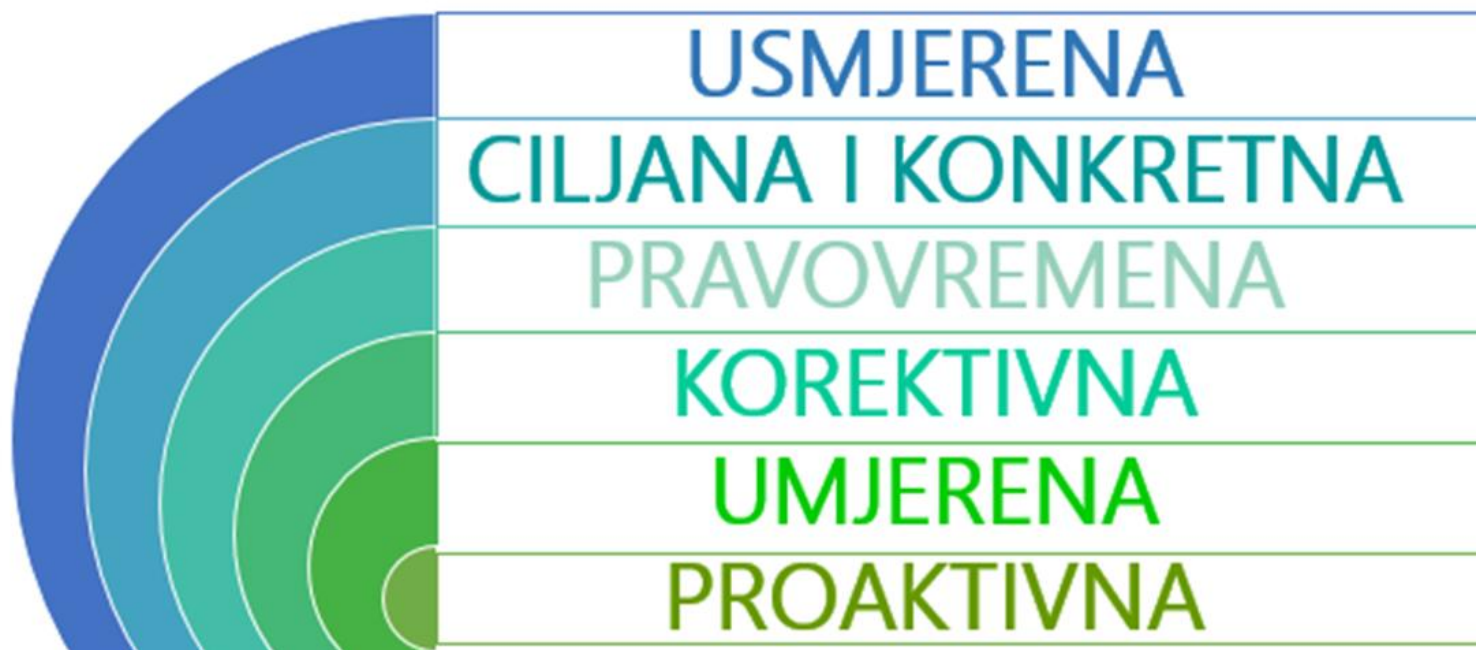 USMJERENA
CILJANA I KONKRETNA
PRAVOVREMENA
KOREKTIVNA
UMJERENA
PROAKTIVNA